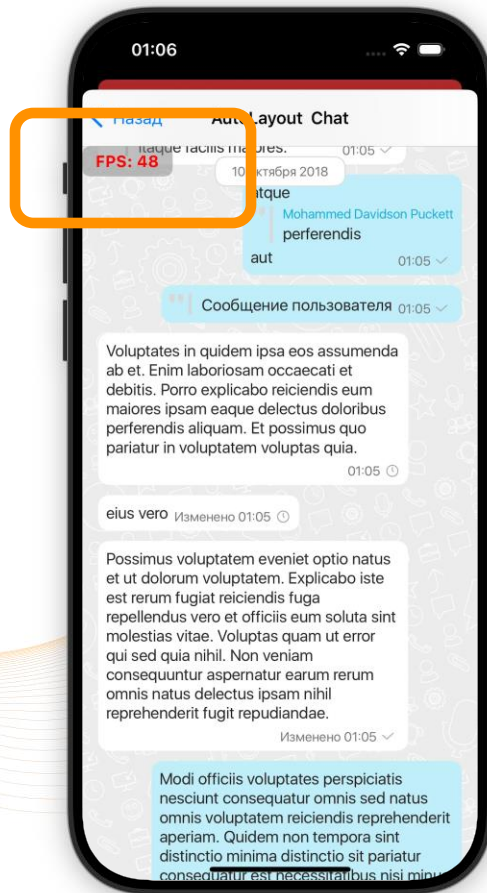 01:06
Назад
AutoLayout Chat
itaque facilis maiores.
01:05
FPS: 48
10 октября 2018
atque
Mohammed Davidson Puckett
perferendis
aut
01:05
Сообщение пользователя 01:05
Voluptates in quidem ipsa eos assumenda
ab et. Enim laboriosam occaecati et
debitis. Porro explicabo reiciendis eum
maiores ipsam eaque delectus doloribus
perferendis aliquam. Et possimus quo
pariatur in voluptatem voluptas quia.
01:05
eius vero Изменено 01:05
Possimus voluptatem eveniet optio natus
et ut dolorum voluptatem. Explicabo iste
est rerum fugiat reiciendis fuga
repellendus vero et officiis eum soluta sint
molestias vitae. Voluptas quam ut error
qui sed quia nihil. Non veniam
consequuntur aspernatur earum rerum
omnis natus delectus ipsam nihil
reprehenderit fugit repudiandae.
Изменено 01:05
Modi officiis voluptates perspiciatis
nesciunt consequatur omnis sed natus
omnis voluptatem reiciendis reprehenderit
aperiam. Quidem non tempora sint
distinctio minima distinctio sit pariatur
consequatur est necessitatibus nisi minus